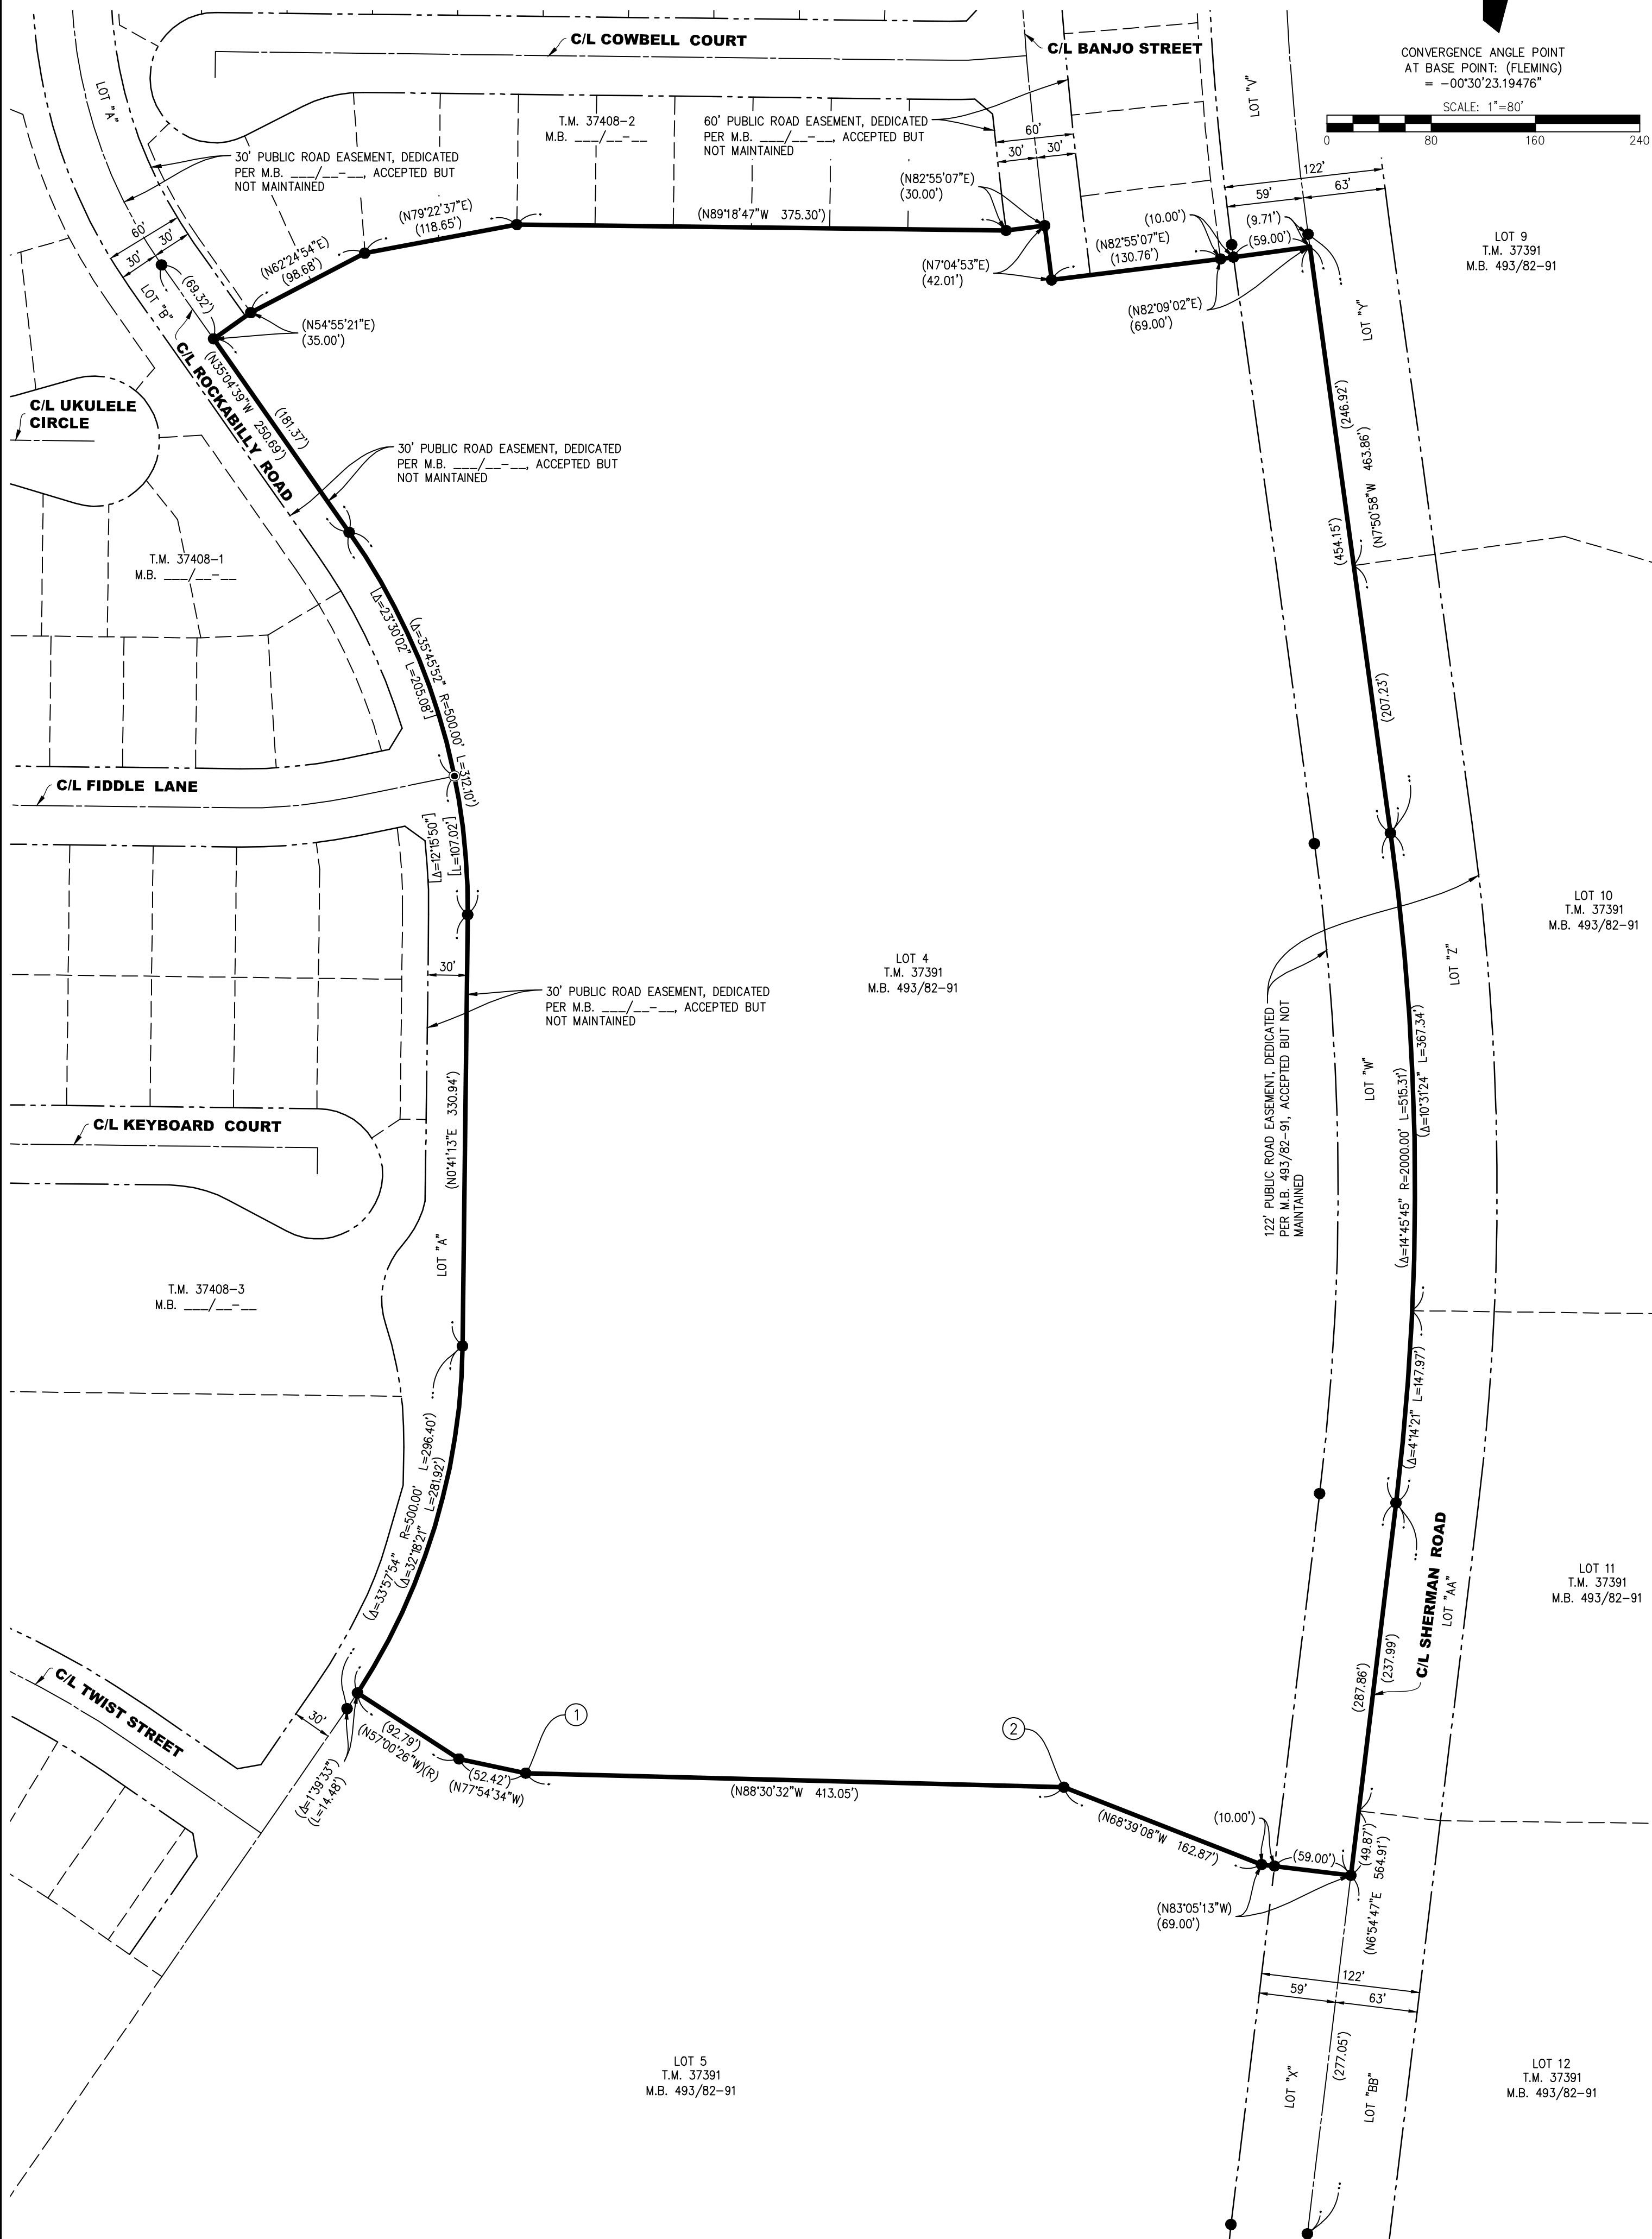 C/L COWBELL COURT
C/L BANJO STREET
CONVERGENCE ANGLE POINT
AT BASE POINT: (FLEMING)
= -00°30'23.19476"
SCALE: 1"=80'
0 80 160 240
LOT "A"
LOT "V"
T.M. 37408-2
M.B. ___/__-__
60' PUBLIC ROAD EASEMENT, DEDICATED
PER M.B. ___/__-__, ACCEPTED BUT
NOT MAINTAINED
60'
30' 30'
30' PUBLIC ROAD EASEMENT, DEDICATED
PER M.B. ___/__-__, ACCEPTED BUT
NOT MAINTAINED
122'
59' 63'
(N82°55'07"E)
(30.00')
(N79°22'37"E)
(118.65')
(N89°18'47"W 375.30')
(10.00')
(9.71')
(59.00')
60'
30' 30'
(N62°24'54"E)
(98.68')
(N82°55'07"E)
(130.76')
(N7°04'53"E)
(42.01')
LOT 9
T.M. 37391
M.B. 493/82-91
(69.32')
LOT "B"
(N54°55'21"E)
(35.00')
(N82°09'02"E)
(69.00')
LOT "Y"
C/L ROCKABILLY ROAD
(N35°04'39"W 250.69')
(181.37')
C/L UKULELE
CIRCLE
(246.92')
(N7°50'58"W 463.86')
(454.15')
30' PUBLIC ROAD EASEMENT, DEDICATED
PER M.B. ___/__-__, ACCEPTED BUT
NOT MAINTAINED
T.M. 37408-1
M.B. ___/__-__
(Δ=35°45'52" R=500.00' L=312.10')
[Δ=23°30'02" L=205.08']
(207.23')
C/L FIDDLE LANE
[Δ=12°15'50"]
[L=107.02']
LOT 10
T.M. 37391
M.B. 493/82-91
LOT 4
T.M. 37391
M.B. 493/82-91
LOT "Z"
30'
30' PUBLIC ROAD EASEMENT, DEDICATED
PER M.B. ___/__-__, ACCEPTED BUT
NOT MAINTAINED
122' PUBLIC ROAD EASEMENT, DEDICATED
PER M.B. 493/82-91, ACCEPTED BUT NOT
MAINTAINED
LOT "W"
(Δ=14°45'45" R=2000.00' L=515.31')
(Δ=10°31'24" L=367.34')
C/L KEYBOARD COURT
(N0°41'13"E 330.94')
LOT "A"
T.M. 37408-3
M.B. ___/__-__
(Δ=4°14'21" L=147.97')
(Δ=33°57'54" R=500.00' L=296.40')
(Δ=32°18'21" L=281.92')
C/L SHERMAN ROAD
LOT "AA"
LOT 11
T.M. 37391
M.B. 493/82-91
(287.86')
(237.99')
C/L TWIST STREET
30'
(Δ=1°39'33")
(L=14.48')
(92.79')
(N57°00'26"W)(R)
(52.42')
(N77°54'34"W)
1
2
(N88°30'32"W 413.05')
(N68°39'08"W 162.87')
(10.00')
(59.00')
(49.87')
(N6°54'47"E 564.91')
(N83°05'13"W)
(69.00')
122'
59' 63'
(277.05')
LOT 5
T.M. 37391
M.B. 493/82-91
LOT "X"
LOT "BB"
LOT 12
T.M. 37391
M.B. 493/82-91